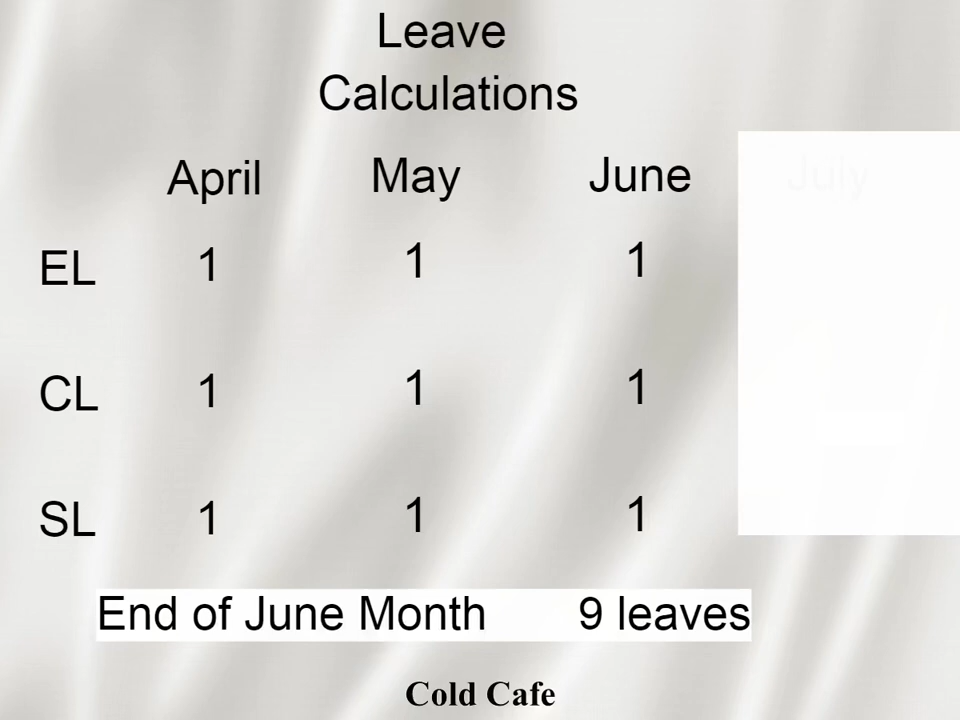 Leave
Calculations
April May June July
EL 1 1 1
CL 1 1 1
SL 1 1 1
End of June Month 9 leaves
Cold Cafe